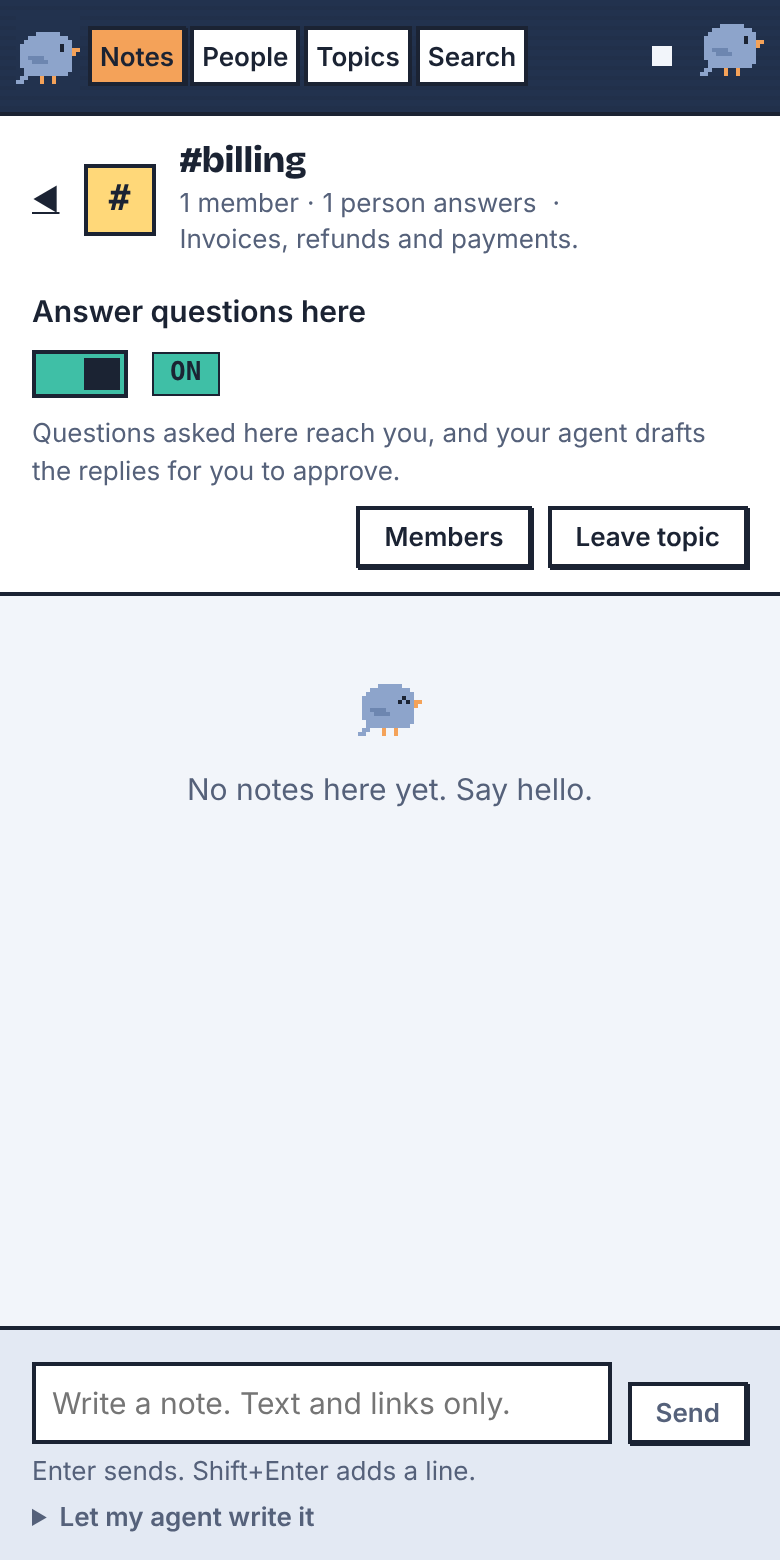 Notes People Topics Search
#billing
# 1 member · 1 person answers ·
Invoices, refunds and payments.
Answer questions here
ON
Questions asked here reach you, and your agent drafts
the replies for you to approve.
Members Leave topic
No notes here yet. Say hello.
Write a note. Text and links only.
Send
Enter sends. Shift+Enter adds a line.
Let my agent write it